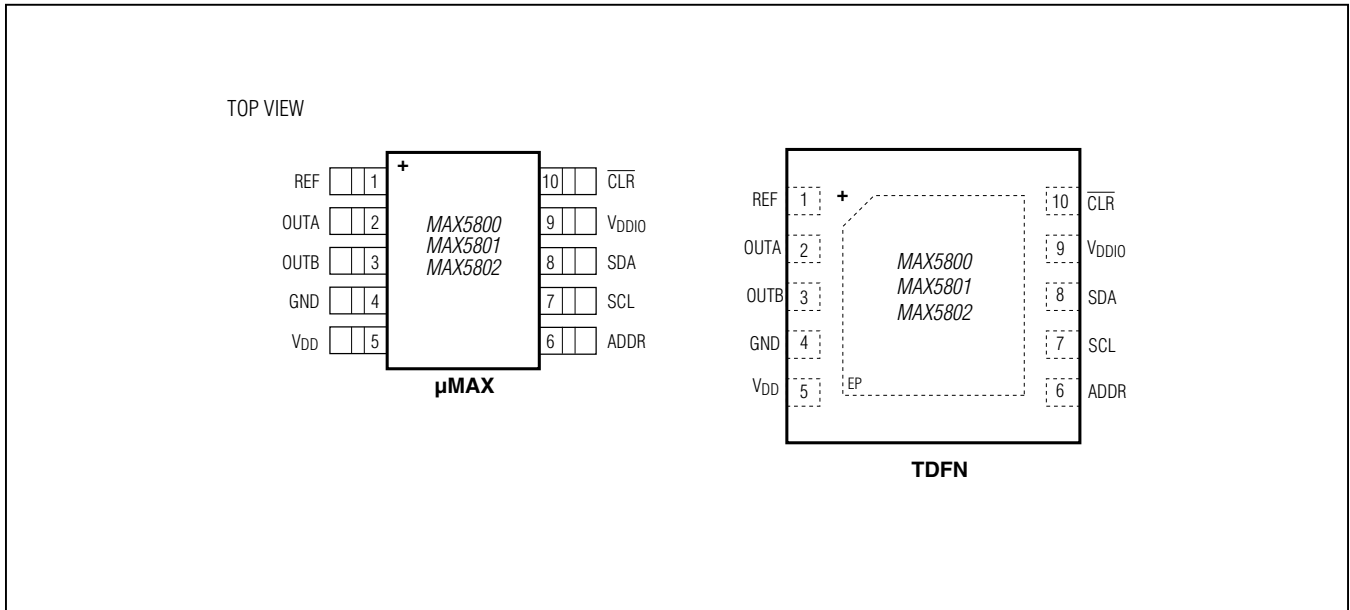 TOP VIEW
REF 1 + 10 CLR
OUTA 2 MAX5800 9 VDDIO
MAX5801
OUTB 3 MAX5802 8 SDA
GND 4 7 SCL
VDD 5 6 ADDR
µMAX
REF 1 + 10 CLR
OUTA 2 MAX5800 9 VDDIO
MAX5801
OUTB 3 MAX5802 8 SDA
GND 4 7 SCL
VDD 5 EP 6 ADDR
TDFN